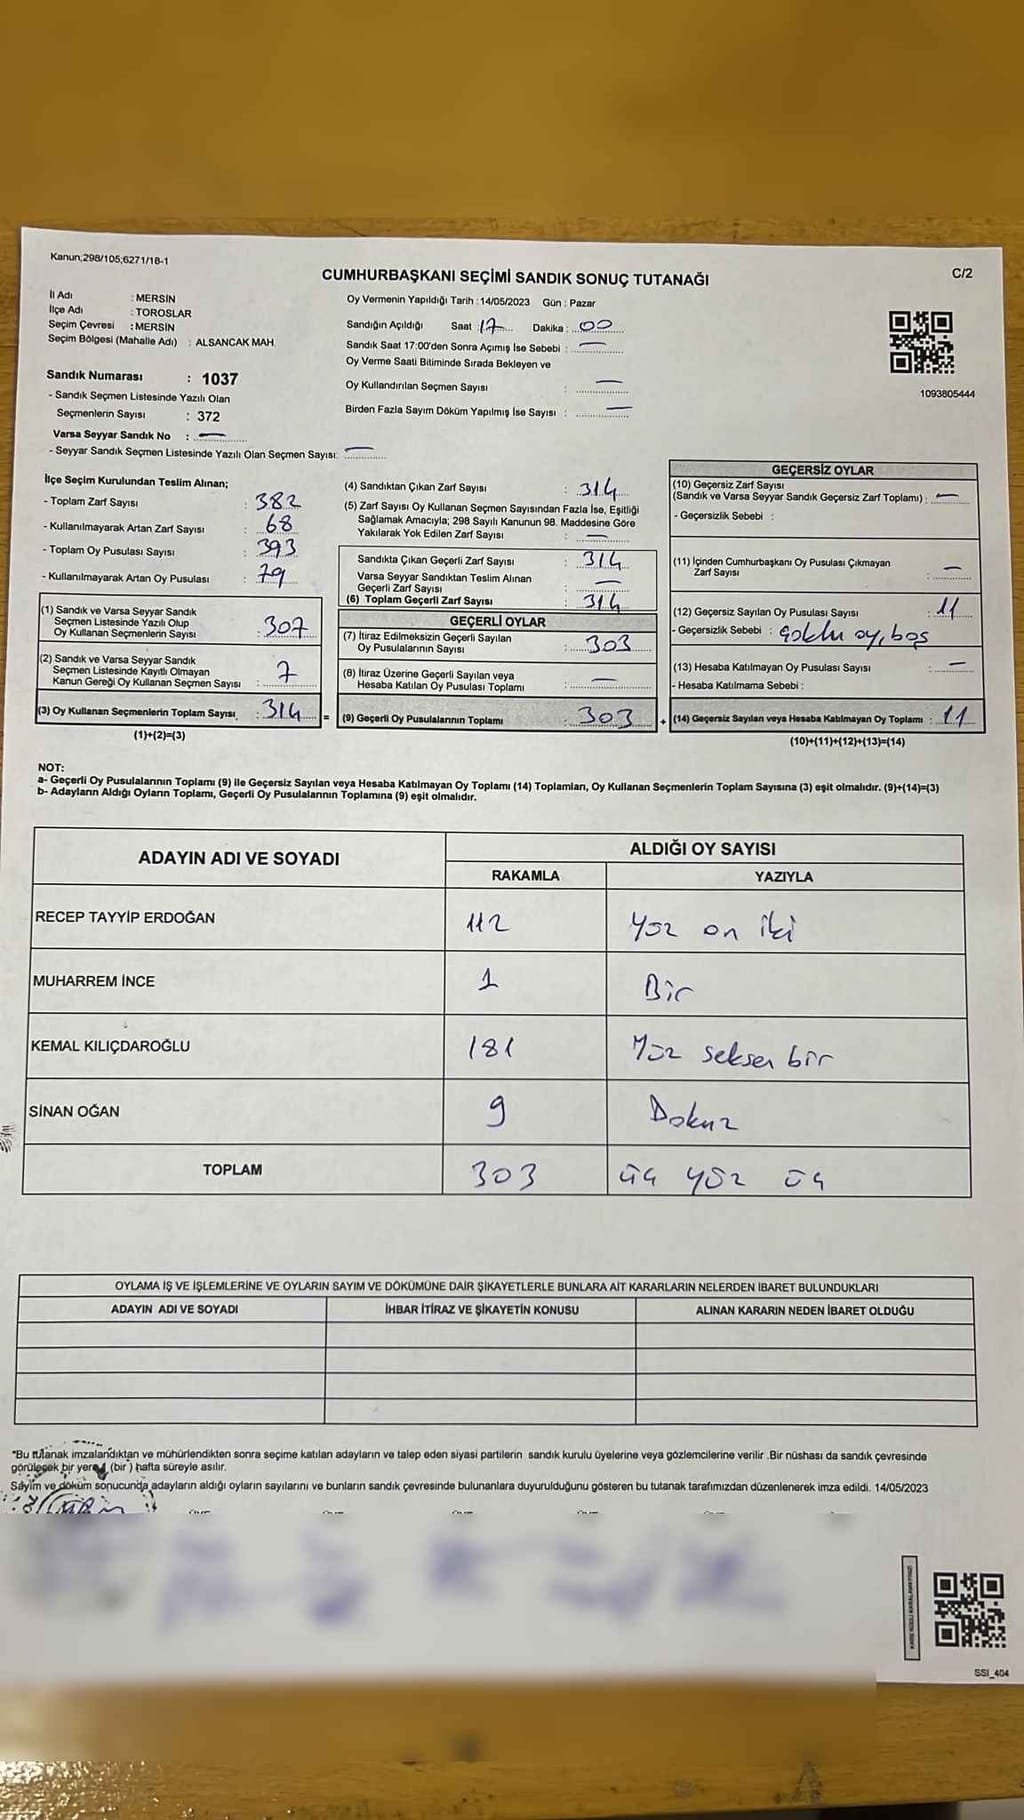 Kanun;298/105;6271/18-1
CUMHURBAŞKANI SEÇİMİ SANDIK SONUÇ TUTANAĞI
C/2
İl Adı : MERSİN
İlçe Adı : TOROSLAR
Seçim Çevresi : MERSİN
Seçim Bölgesi (Mahalle Adı) : ALSANCAK MAH.
Sandık Numarası : 1037
- Sandık Seçmen Listesinde Yazılı Olan
Seçmenlerin Sayısı : 372
Varsa Seyyar Sandık No : —
- Seyyar Sandık Seçmen Listesinde Yazılı Olan Seçmen Sayısı: —
Oy Vermenin Yapıldığı Tarih : 14/05/2023 Gün : Pazar
Sandığın Açıldığı Saat : 17 Dakika : 00
Sandık Saat 17:00'den Sonra Açımış İse Sebebi : —
Oy Verme Saati Bitiminde Sırada Bekleyen ve
Oy Kullandırılan Seçmen Sayısı : —
Birden Fazla Sayım Döküm Yapılmış İse Sayısı : —
1093805444
İlçe Seçim Kurulundan Teslim Alınan;
- Toplam Zarf Sayısı : 382
- Kullanılmayarak Artan Zarf Sayısı : 68
- Toplam Oy Pusulası Sayısı : 393
- Kullanılmayarak Artan Oy Pusulası : 79
(1) Sandık ve Varsa Seyyar Sandık
Seçmen Listesinde Yazılı Olup
Oy Kullanan Seçmenlerin Sayısı : 307
(2) Sandık ve Varsa Seyyar Sandık
Seçmen Listesinde Kayıtlı Olmayan
Kanun Gereği Oy Kullanan Seçmen Sayısı : 7
(3) Oy Kullanan Seçmenlerin Toplam Sayısı : 314 =
(1)+(2)=(3)
(4) Sandıktan Çıkan Zarf Sayısı : 314
(5) Zarf Sayısı Oy Kullanan Seçmen Sayısından Fazla İse, Eşitliği
Sağlamak Amacıyla; 298 Sayılı Kanunun 98. Maddesine Göre
Yakılarak Yok Edilen Zarf Sayısı : —
Sandıkta Çıkan Geçerli Zarf Sayısı : 314
Varsa Seyyar Sandıktan Teslim Alınan
Geçerli Zarf Sayısı : —
(6) Toplam Geçerli Zarf Sayısı : 314
GEÇERLİ OYLAR
(7) İtiraz Edilmeksizin Geçerli Sayılan
Oy Pusulalarının Sayısı : 303
(8) İtiraz Üzerine Geçerli Sayılan veya
Hesaba Katılan Oy Pusulası Toplamı : —
(9) Geçerli Oy Pusulalarının Toplamı : 303 +
GEÇERSİZ OYLAR
(10) Geçersiz Zarf Sayısı
(Sandık ve Varsa Seyyar Sandık Geçersiz Zarf Toplamı) : —
- Geçersizlik Sebebi :
(11) İçinden Cumhurbaşkanı Oy Pusulası Çıkmayan
Zarf Sayısı : —
(12) Geçersiz Sayılan Oy Pusulası Sayısı : 11
- Geçersizlik Sebebi : çoklu oy, boş
(13) Hesaba Katılmayan Oy Pusulası Sayısı : —
- Hesaba Katılmama Sebebi :
(14) Geçersiz Sayılan veya Hesaba Katılmayan Oy Toplamı : 11
(10)+(11)+(12)+(13)=(14)
NOT:
a- Geçerli Oy Pusulalarının Toplamı (9) ile Geçersiz Sayılan veya Hesaba Katılmayan Oy Toplamı (14) Toplamları, Oy Kullanan Seçmenlerin Toplam Sayısına (3) eşit olmalıdır. (9)+(14)=(3)
b- Adayların Aldığı Oyların Toplamı, Geçerli Oy Pusulalarının Toplamına (9) eşit olmalıdır.
ADAYIN ADI VE SOYADI
ALDIĞI OY SAYISI
RAKAMLA YAZIYLA
RECEP TAYYİP ERDOĞAN 112 Yüz on iki
MUHARREM İNCE 1 Bir
KEMAL KILIÇDAROĞLU 181 Yüz seksen bir
SİNAN OĞAN 9 Dokuz
TOPLAM 303 üç yüz üç
OYLAMA İŞ VE İŞLEMLERİNE VE OYLARIN SAYIM VE DÖKÜMÜNE DAİR ŞİKAYETLERLE BUNLARA AİT KARARLARIN NELERDEN İBARET BULUNDUKLARI
ADAYIN ADI VE SOYADI İHBAR İTİRAZ VE ŞİKAYETİN KONUSU ALINAN KARARIN NEDEN İBARET OLDUĞU
*Bu tutanak imzalandıktan ve mühürlendikten sonra seçime katılan adayların ve talep eden siyasi partilerin sandık kurulu üyelerine veya gözlemcilerine verilir .Bir nüshası da sandık çevresinde
görülecek bir yere (bir ) hafta süreyle asılır.
Sayım ve döküm sonucunda adayların aldığı oyların sayılarını ve bunların sandık çevresinde bulunanlara duyurulduğunu gösteren bu tutanak tarafımızdan düzenlenerek imza edildi. 14/05/2023
SSI_404